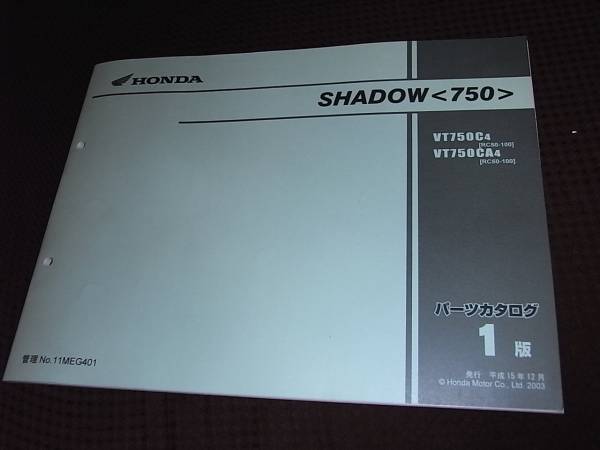 HONDA
SHADOW<750>
VT750C4
[RC50-100]
VT750CA4
[RC50-100]
パーツカタログ
1 版
管理 No.11MEG401
発行 平成15年12月
© Honda Motor Co., Ltd. 2003